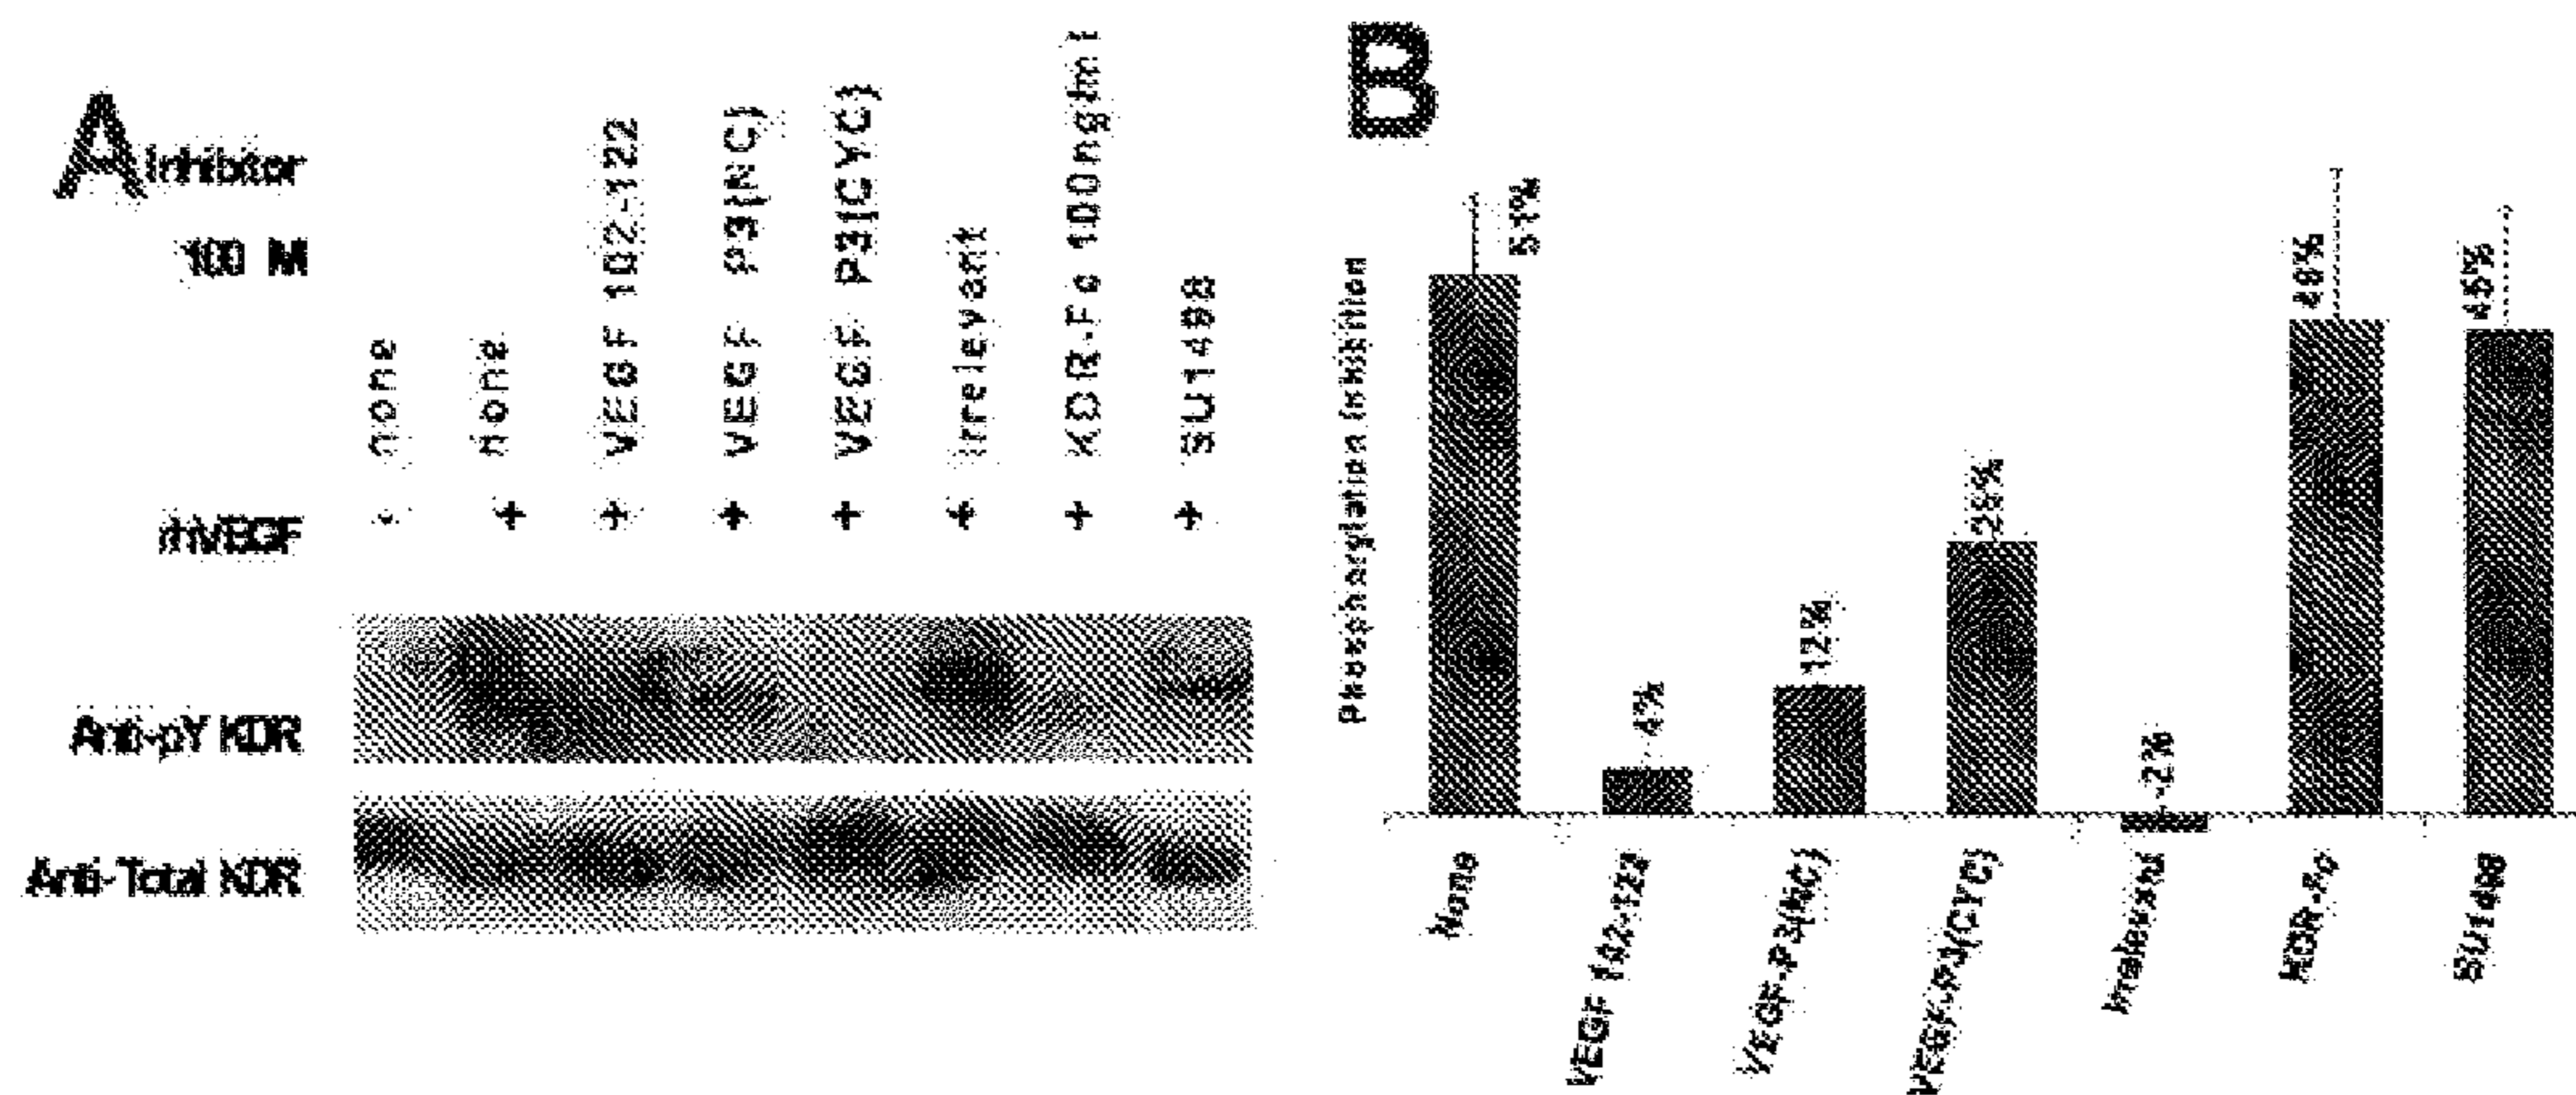 A
Inhibitor
100 M
none
None
VEGF 102-122
VEGF P3(NC)
VEGF P3(CYC)
Irrelevant
KDR-Fc 100ng/ml
SU1498
rhVEGF
- + + + + + + +
Anti-pY KDR
Anti-Total KDR
B
Phosphorylation Inhibition
51%
4%
12%
-2%
46%
None
VEGF 102-122
VEGF-P3(NC)
VEGF-P3(CYC)
Irrelevant
KDR-Fc
SU1498